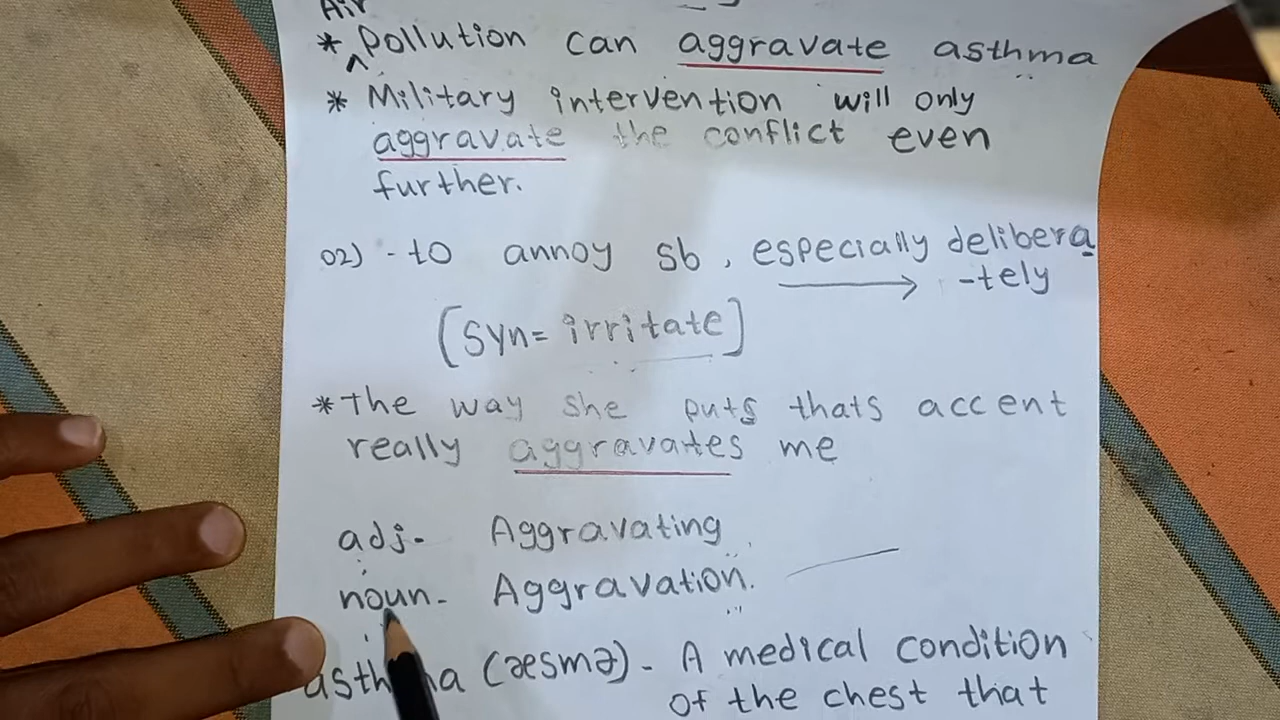 Air
* Pollution can aggravate asthma
* Military intervention will only
aggravate the conflict even
further.
02) - to annoy sb, especially delibera
-tely
[Syn= irritate]
* The way she puts thats accent
really aggravates me
adj- Aggravating
noun- Aggravation.
asthma (æsmə) - A medical condition
of the chest that